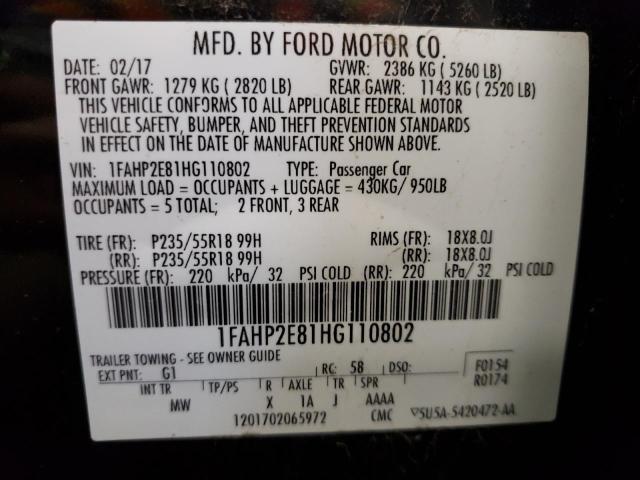 MFD. BY FORD MOTOR CO.
DATE: 02/17 GVWR: 2386 KG ( 5260 LB)
FRONT GAWR: 1279 KG ( 2820 LB) REAR GAWR: 1143 KG ( 2520 LB)
THIS VEHICLE CONFORMS TO ALL APPLICABLE FEDERAL MOTOR
VEHICLE SAFETY, BUMPER, AND THEFT PREVENTION STANDARDS
IN EFFECT ON THE DATE OF MANUFACTURE SHOWN ABOVE.
VIN: 1FAHP2E81HG110802 TYPE: Passenger Car
MAXIMUM LOAD = OCCUPANTS + LUGGAGE = 430KG/ 950LB
OCCUPANTS = 5 TOTAL; 2 FRONT, 3 REAR
TIRE (FR): P235/55R18 99H RIMS (FR): 18X8.0J
(RR): P235/55R18 99H (RR): 18X8.0J
PRESSURE (FR): 220 kPa/ 32 PSI COLD (RR): 220 kPa/ 32 PSI COLD
1FAHP2E81HG110802
TRAILER TOWING - SEE OWNER GUIDE
EXT PNT: G1 RC: 58 DSO: F0154
R0174
INT TR TP/PS R AXLE TR SPR
MW X 1A J AAAA
1201702065972 CMC 5U5A-5420472-AA